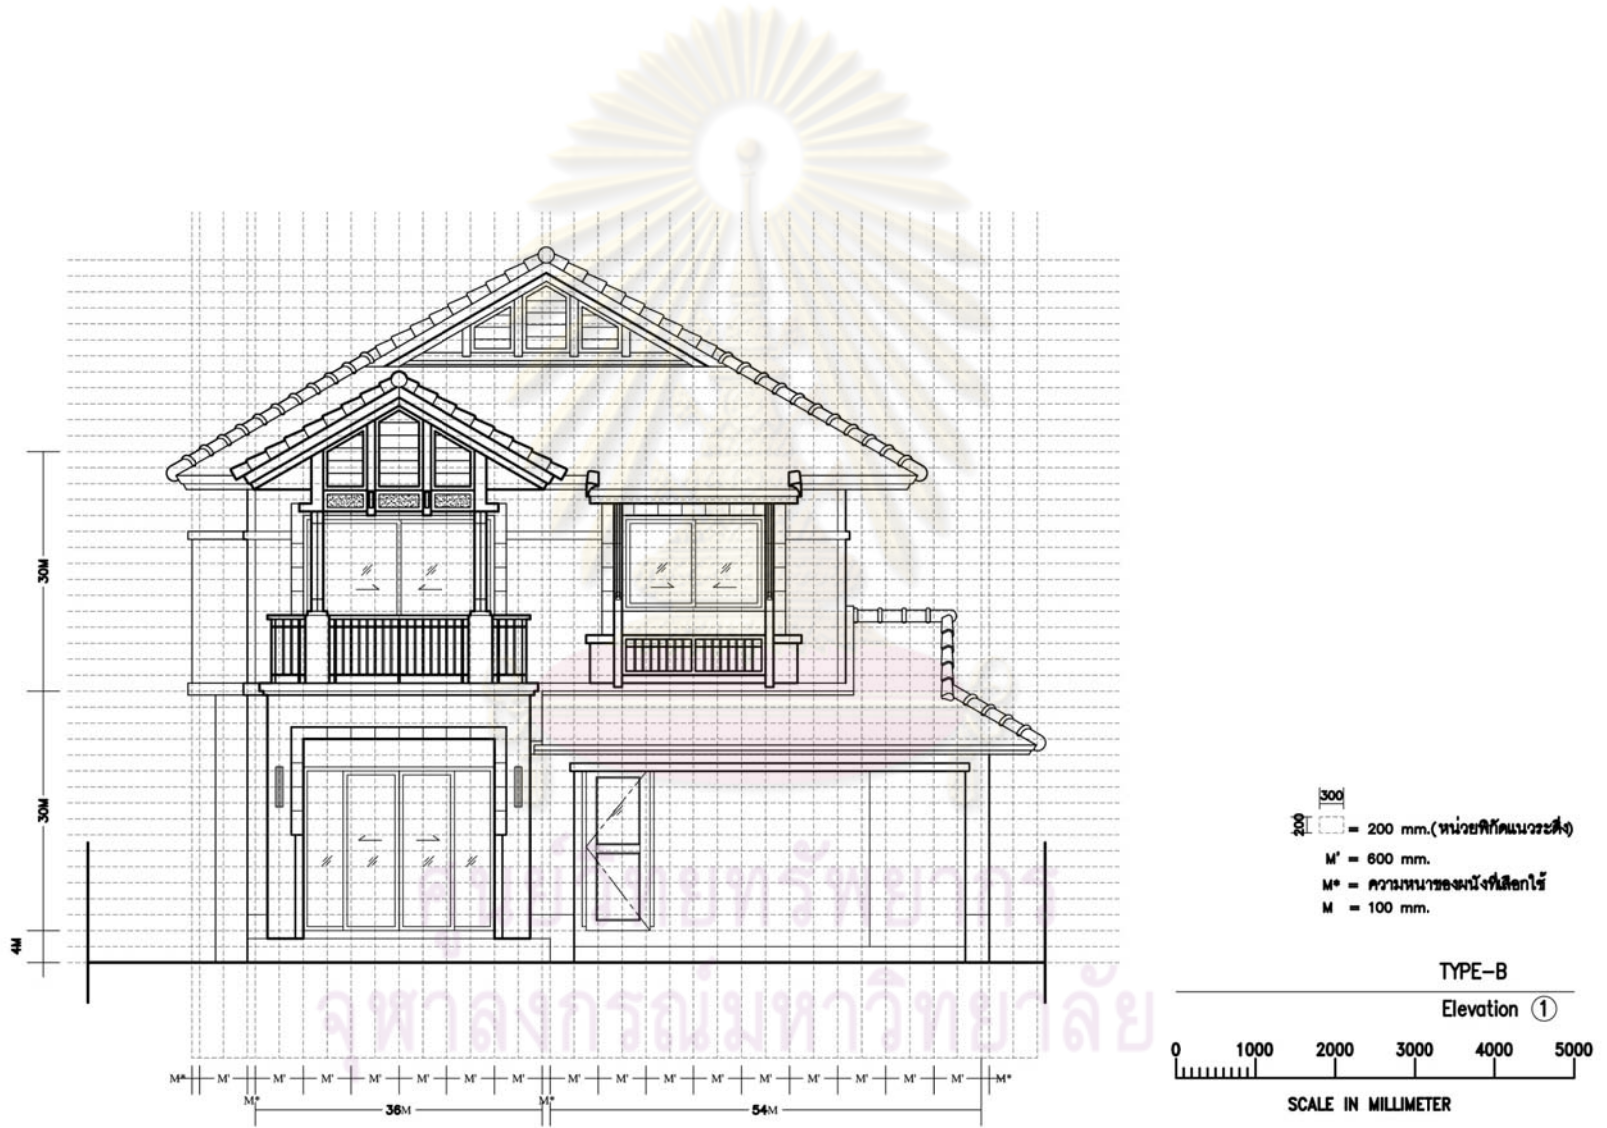 30M
30M
4M
M* M' M' M' M' M' M' M' M' M' M' M' M' M' M' M' M' M*
M* M*
36M 54M
300
200
= 200 mm.(หน่วยพิกัดแนวระดิ่ง)
M' = 600 mm.
M* = ความหนาของผนังที่เลือกใช้
M = 100 mm.
TYPE-B
Elevation 1
0 1000 2000 3000 4000 5000
SCALE IN MILLIMETER
ศูนย์วิทยทรัพยากร
จุฬาลงกรณ์มหาวิทยาลัย